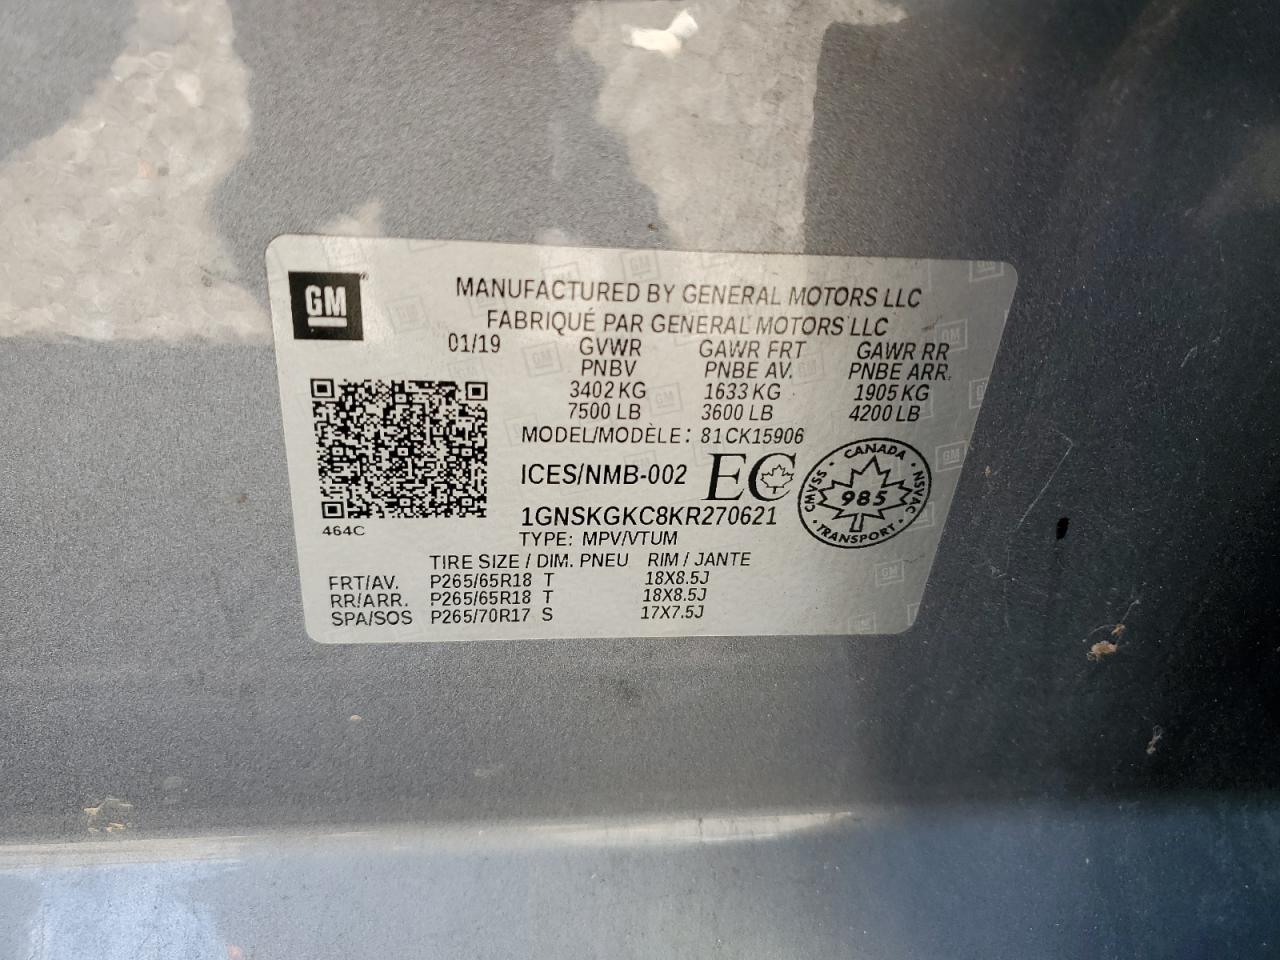 GM
MANUFACTURED BY GENERAL MOTORS LLC
FABRIQUÉ PAR GENERAL MOTORS LLC
01/19 GVWR GAWR FRT GAWR RR
PNBV PNBE AV. PNBE ARR.
3402 KG 1633 KG 1905 KG
7500 LB 3600 LB 4200 LB
MODEL/MODÈLE: 81CK15906
ICES/NMB-002 EC
CANADA
CMVSS 985 NSVAC
TRANSPORT
464C
1GNSKGKC8KR270621
TYPE: MPV/VTUM
TIRE SIZE / DIM. PNEU RIM / JANTE
FRT/AV. P265/65R18 T 18X8.5J
RR/ARR. P265/65R18 T 18X8.5J
SPA/SOS P265/70R17 S 17X7.5J